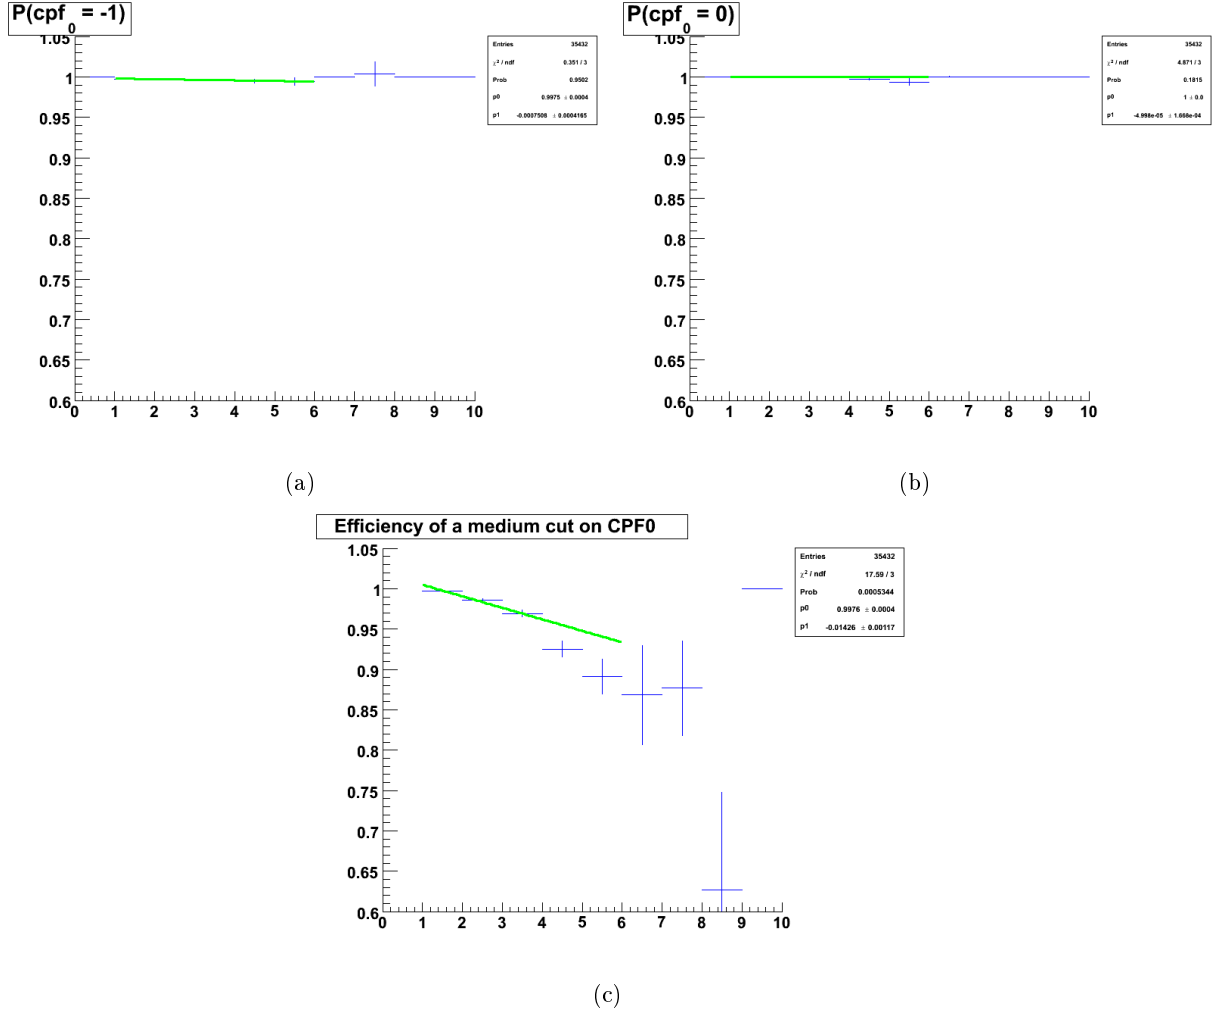 P(cpf0 = -1)
1.05
1
0.95
0.9
0.85
0.8
0.75
0.7
0.65
0.6
0 1 2 3 4 5 6 7 8 9 10
Entries 35432
χ² / ndf 0.351 / 3
Prob 0.9502
p0 0.9975 ± 0.0004
p1 -0.0007508 ± 0.0004165
(a)
P(cpf0 = 0)
1.05
1
0.95
0.9
0.85
0.8
0.75
0.7
0.65
0.6
0 1 2 3 4 5 6 7 8 9 10
Entries 35432
χ² / ndf 4.871 / 3
Prob 0.1815
p0 1 ± 0.0
p1 -4.998e-05 ± 1.668e-04
(b)
Efficiency of a medium cut on CPF0
1.05
1
0.95
0.9
0.85
0.8
0.75
0.7
0.65
0.6
0 1 2 3 4 5 6 7 8 9 10
Entries 35432
χ² / ndf 17.59 / 3
Prob 0.0005344
p0 0.9976 ± 0.0004
p1 -0.01426 ± 0.00117
(c)